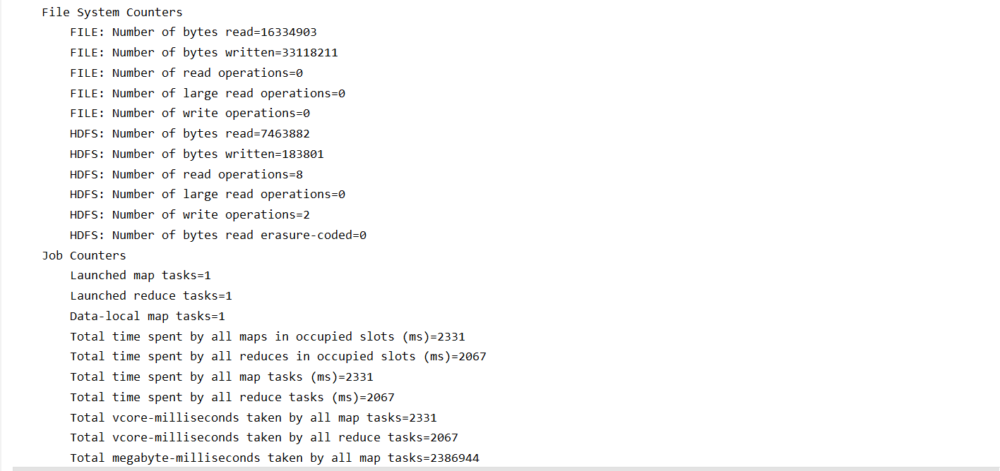 File System Counters
FILE: Number of bytes read=16334903
FILE: Number of bytes written=33118211
FILE: Number of read operations=0
FILE: Number of large read operations=0
FILE: Number of write operations=0
HDFS: Number of bytes read=7463882
HDFS: Number of bytes written=183801
HDFS: Number of read operations=8
HDFS: Number of large read operations=0
HDFS: Number of write operations=2
HDFS: Number of bytes read erasure-coded=0
Job Counters
Launched map tasks=1
Launched reduce tasks=1
Data-local map tasks=1
Total time spent by all maps in occupied slots (ms)=2331
Total time spent by all reduces in occupied slots (ms)=2067
Total time spent by all map tasks (ms)=2331
Total time spent by all reduce tasks (ms)=2067
Total vcore-milliseconds taken by all map tasks=2331
Total vcore-milliseconds taken by all reduce tasks=2067
Total megabyte-milliseconds taken by all map tasks=2386944